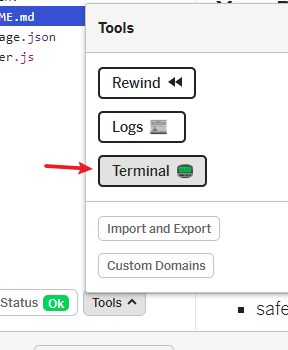 ME.md
age.json
er.js
Tools
Rewind
Logs
Terminal
Import and Export
Custom Domains
Status Ok
Tools
safe